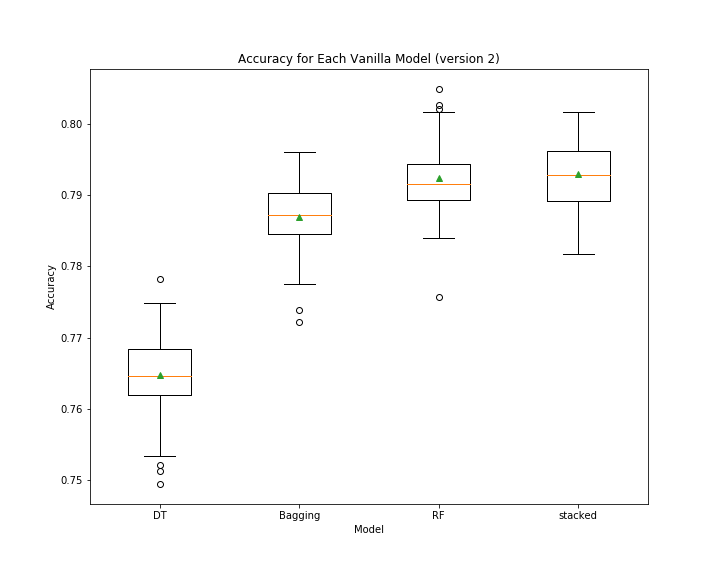 Accuracy for Each Vanilla Model (version 2)
Accuracy
0.80
0.79
0.78
0.77
0.76
0.75
DT Bagging RF stacked
Model